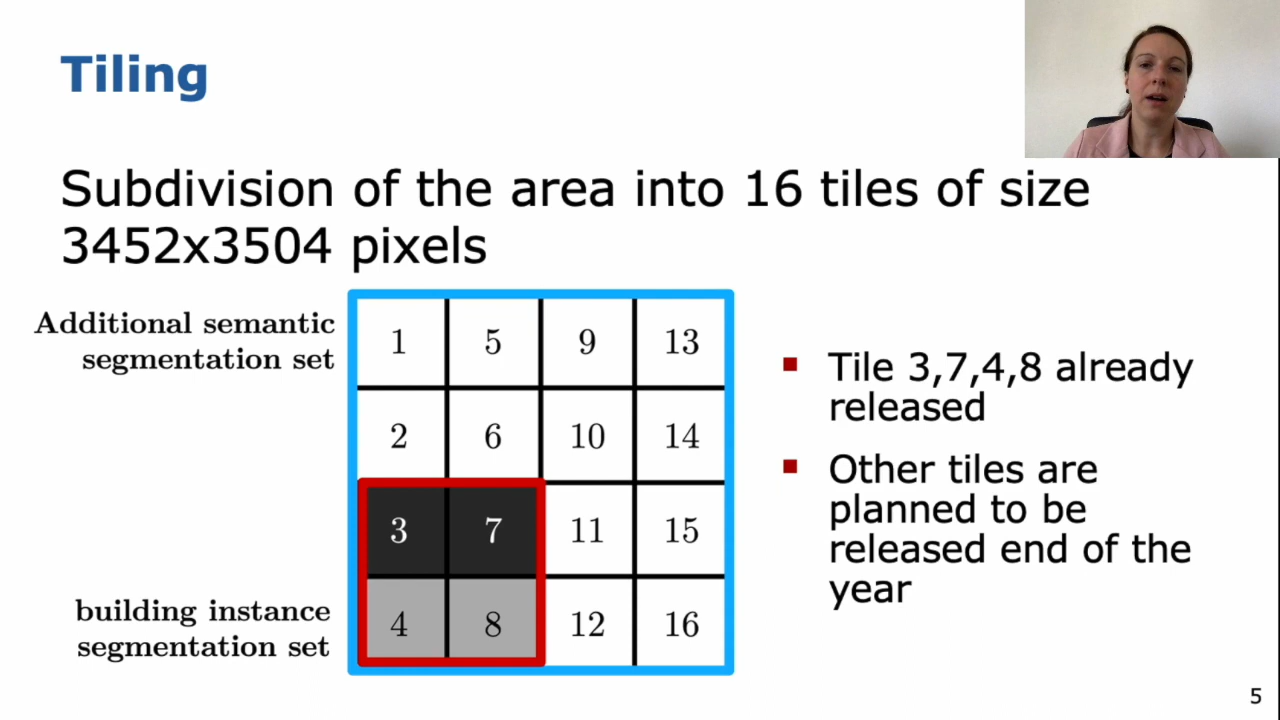 Tiling
Subdivision of the area into 16 tiles of size
3452x3504 pixels
Additional semantic
segmentation set
1 5 9 13
2 6 10 14
3 7 11 15
4 8 12 16
building instance
segmentation set
Tile 3,7,4,8 already
released
Other tiles are
planned to be
released end of the
year
5